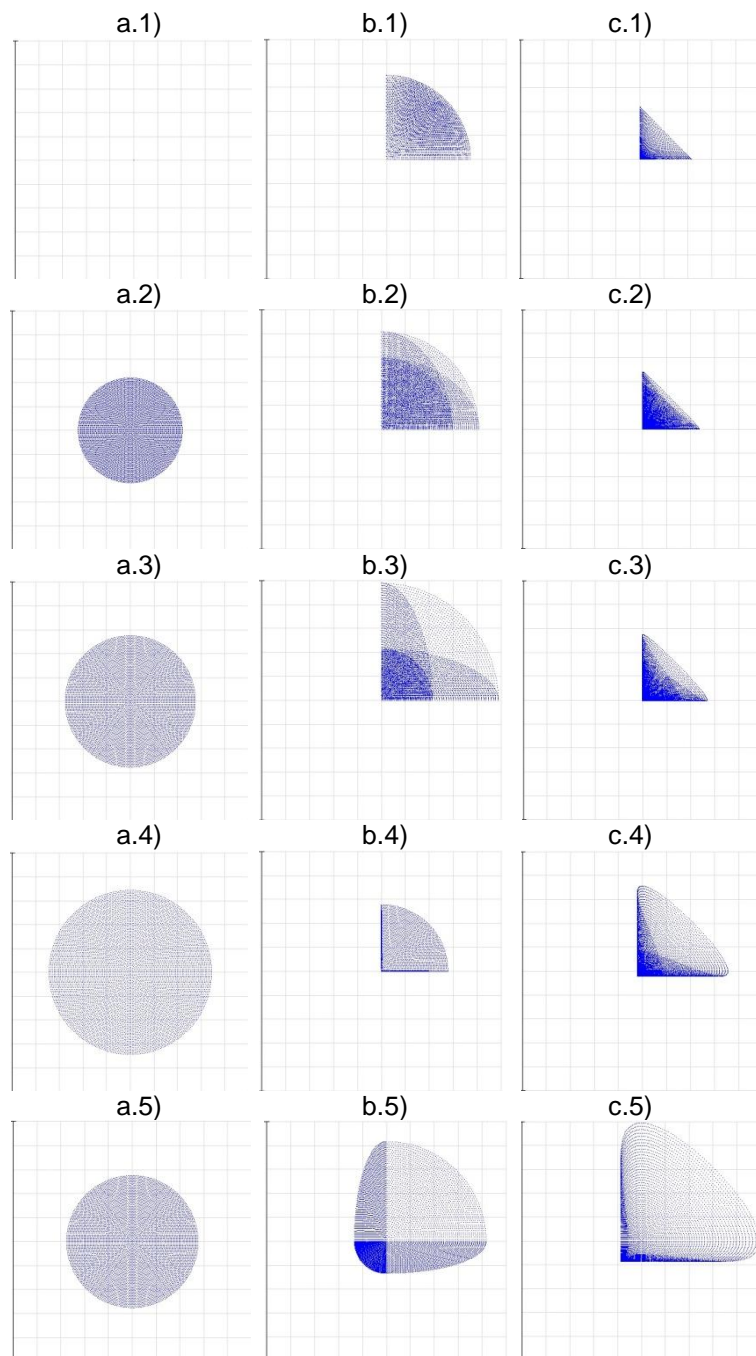 a.1) b.1) c.1)
a.2) b.2) c.2)
a.3) b.3) c.3)
a.4) b.4) c.4)
a.5) b.5) c.5)